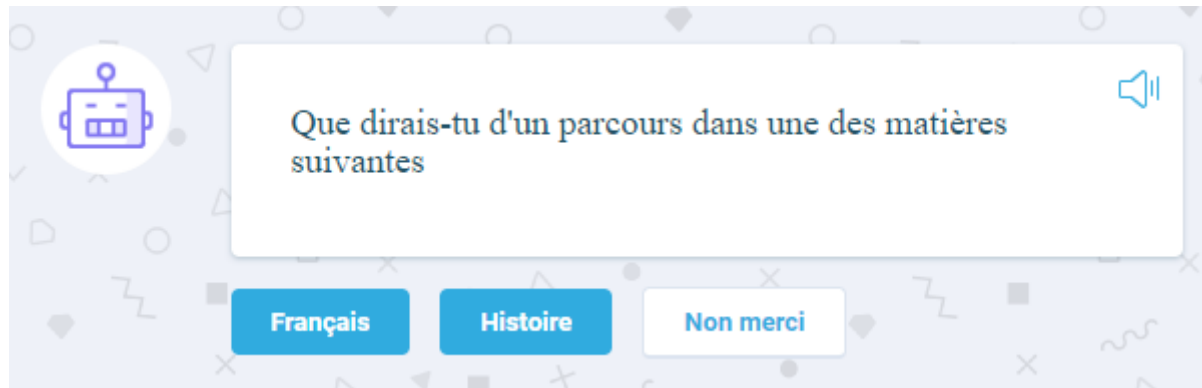 Que dirais-tu d'un parcours dans une des matières
suivantes
Français
Histoire
Non merci